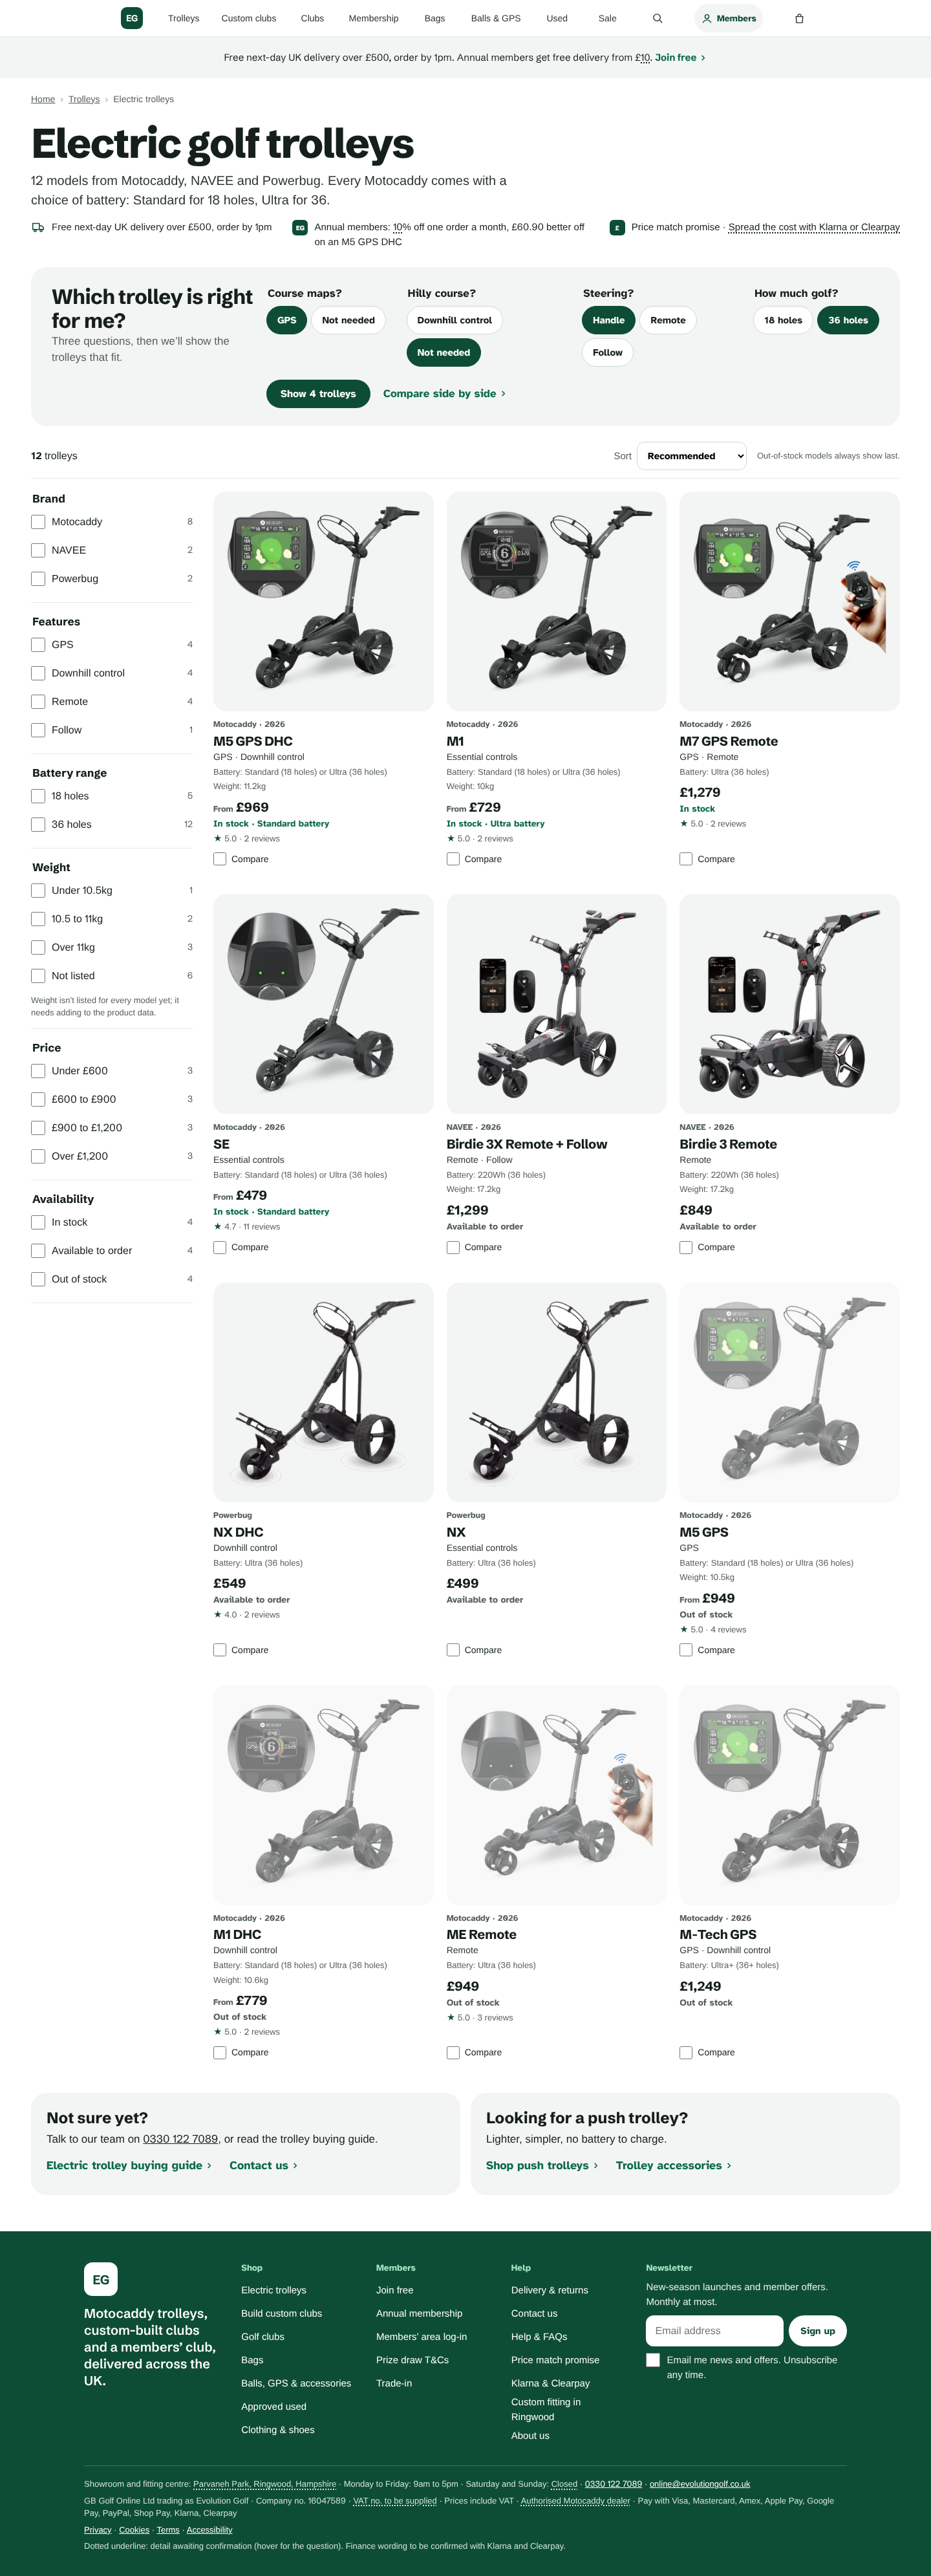 EG
Trolleys
Custom clubs
Clubs
Membership
Bags
Balls & GPS
Used
Sale
Members
Free next-day UK delivery over £500, order by 1pm. Annual members get free delivery from £10. Join free ›
Home › Trolleys › Electric trolleys
Electric golf trolleys
12 models from Motocaddy, NAVEE and Powerbug. Every Motocaddy comes with a
choice of battery: Standard for 18 holes, Ultra for 36.
Free next-day UK delivery over £500, order by 1pm
EG
Annual members: 10% off one order a month, £60.90 better off
on an M5 GPS DHC
£
Price match promise · Spread the cost with Klarna or Clearpay
Which trolley is right
for me?
Three questions, then we'll show the
trolleys that fit.
Course maps?
GPS
Not needed
Hilly course?
Downhill control
Not needed
Steering?
Handle
Remote
Follow
How much golf?
18 holes
36 holes
Show 4 trolleys
Compare side by side ›
12 trolleys
Sort
Recommended
Out-of-stock models always show last.
Brand
Motocaddy 8
NAVEE 2
Powerbug 2
Features
GPS 4
Downhill control 4
Remote 4
Follow 1
Battery range
18 holes 5
36 holes 12
Weight
Under 10.5kg 1
10.5 to 11kg 2
Over 11kg 3
Not listed 6
Weight isn't listed for every model yet; it
needs adding to the product data.
Price
Under £600 3
£600 to £900 3
£900 to £1,200 3
Over £1,200 3
Availability
In stock 4
Available to order 4
Out of stock 4
Motocaddy · 2026
M5 GPS DHC
GPS · Downhill control
Battery: Standard (18 holes) or Ultra (36 holes)
Weight: 11.2kg
From £969
In stock · Standard battery
★ 5.0 · 2 reviews
Compare
Motocaddy · 2026
M1
Essential controls
Battery: Standard (18 holes) or Ultra (36 holes)
Weight: 10kg
From £729
In stock · Ultra battery
★ 5.0 · 2 reviews
Compare
Motocaddy · 2026
M7 GPS Remote
GPS · Remote
Battery: Ultra (36 holes)
£1,279
In stock
★ 5.0 · 2 reviews
Compare
Motocaddy · 2026
SE
Essential controls
Battery: Standard (18 holes) or Ultra (36 holes)
From £479
In stock · Standard battery
★ 4.7 · 11 reviews
Compare
NAVEE · 2026
Birdie 3X Remote + Follow
Remote · Follow
Battery: 220Wh (36 holes)
Weight: 17.2kg
£1,299
Available to order
Compare
NAVEE · 2026
Birdie 3 Remote
Remote
Battery: 220Wh (36 holes)
Weight: 17.2kg
£849
Available to order
Compare
Powerbug
NX DHC
Downhill control
Battery: Ultra (36 holes)
£549
Available to order
★ 4.0 · 2 reviews
Compare
Powerbug
NX
Essential controls
Battery: Ultra (36 holes)
£499
Available to order
Compare
Motocaddy · 2026
M5 GPS
GPS
Battery: Standard (18 holes) or Ultra (36 holes)
Weight: 10.5kg
From £949
Out of stock
★ 5.0 · 4 reviews
Compare
Motocaddy · 2026
M1 DHC
Downhill control
Battery: Standard (18 holes) or Ultra (36 holes)
Weight: 10.6kg
From £779
Out of stock
★ 5.0 · 2 reviews
Compare
Motocaddy · 2026
ME Remote
Remote
Battery: Ultra (36 holes)
£949
Out of stock
★ 5.0 · 3 reviews
Compare
Motocaddy · 2026
M-Tech GPS
GPS · Downhill control
Battery: Ultra+ (36+ holes)
£1,249
Out of stock
Compare
Not sure yet?
Talk to our team on 0330 122 7089, or read the trolley buying guide.
Electric trolley buying guide ›
Contact us ›
Looking for a push trolley?
Lighter, simpler, no battery to charge.
Shop push trolleys ›
Trolley accessories ›
EG
Motocaddy trolleys,
custom-built clubs
and a members' club,
delivered across the
UK.
Shop
Electric trolleys
Build custom clubs
Golf clubs
Bags
Balls, GPS & accessories
Approved used
Clothing & shoes
Members
Join free
Annual membership
Members' area log-in
Prize draw T&Cs
Trade-in
Help
Delivery & returns
Contact us
Help & FAQs
Price match promise
Klarna & Clearpay
Custom fitting in
Ringwood
About us
Newsletter
New-season launches and member offers.
Monthly at most.
Email address
Sign up
Email me news and offers. Unsubscribe
any time.
Showroom and fitting centre: Parvaneh Park, Ringwood, Hampshire · Monday to Friday: 9am to 5pm · Saturday and Sunday: Closed · 0330 122 7089 · online@evolutiongolf.co.uk
GB Golf Online Ltd trading as Evolution Golf · Company no. 16047589 · VAT no. to be supplied · Prices include VAT · Authorised Motocaddy dealer · Pay with Visa, Mastercard, Amex, Apple Pay, Google
Pay, PayPal, Shop Pay, Klarna, Clearpay
Privacy · Cookies · Terms · Accessibility
Dotted underline: detail awaiting confirmation (hover for the question). Finance wording to be confirmed with Klarna and Clearpay.